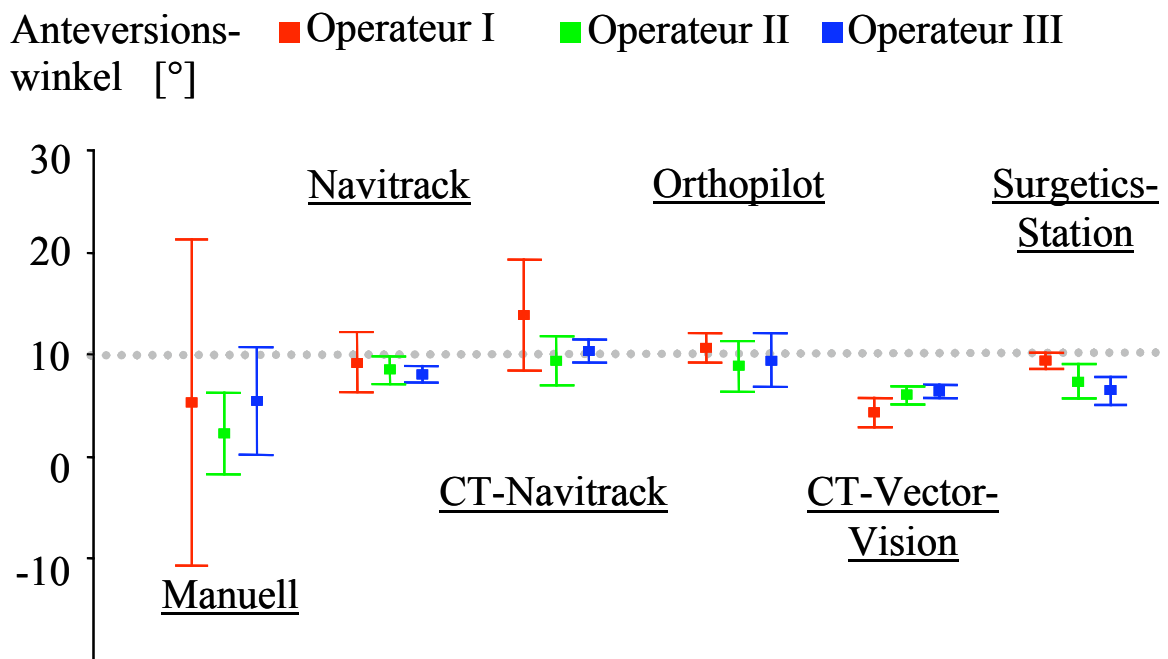 Anteversions-
winkel [°]
Operateur I
Operateur II
Operateur III
30
20
10
0
-10
Manuell
Navitrack
CT-Navitrack
Orthopilot
CT-Vector-
Vision
Surgetics-
Station